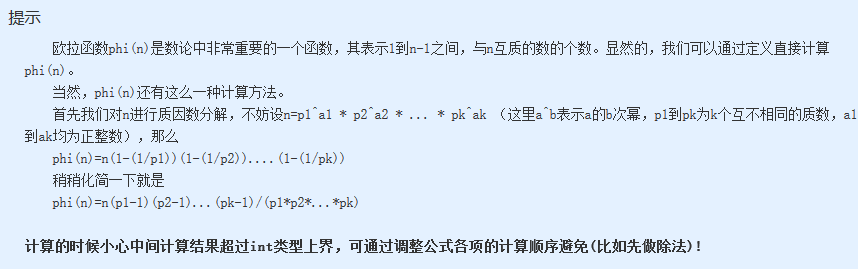 提示
欧拉函数phi(n)是数论中非常重要的一个函数，其表示1到n-1之间，与n互质的数的个数。显然的，我们可以通过定义直接计算
phi(n)。
当然，phi(n)还有这么一种计算方法。
首先我们对n进行质因数分解，不妨设n=p1^a1 * p2^a2 * ... * pk^ak （这里a^b表示a的b次幂，p1到pk为k个互不相同的质数，a1
到ak均为正整数），那么
phi(n)=n(1-(1/p1))(1-(1/p2))....(1-(1/pk))
稍稍化简一下就是
phi(n)=n(p1-1)(p2-1)...(pk-1)/(p1*p2*...*pk)
计算的时候小心中间计算结果超过int类型上界，可通过调整公式各项的计算顺序避免(比如先做除法)！